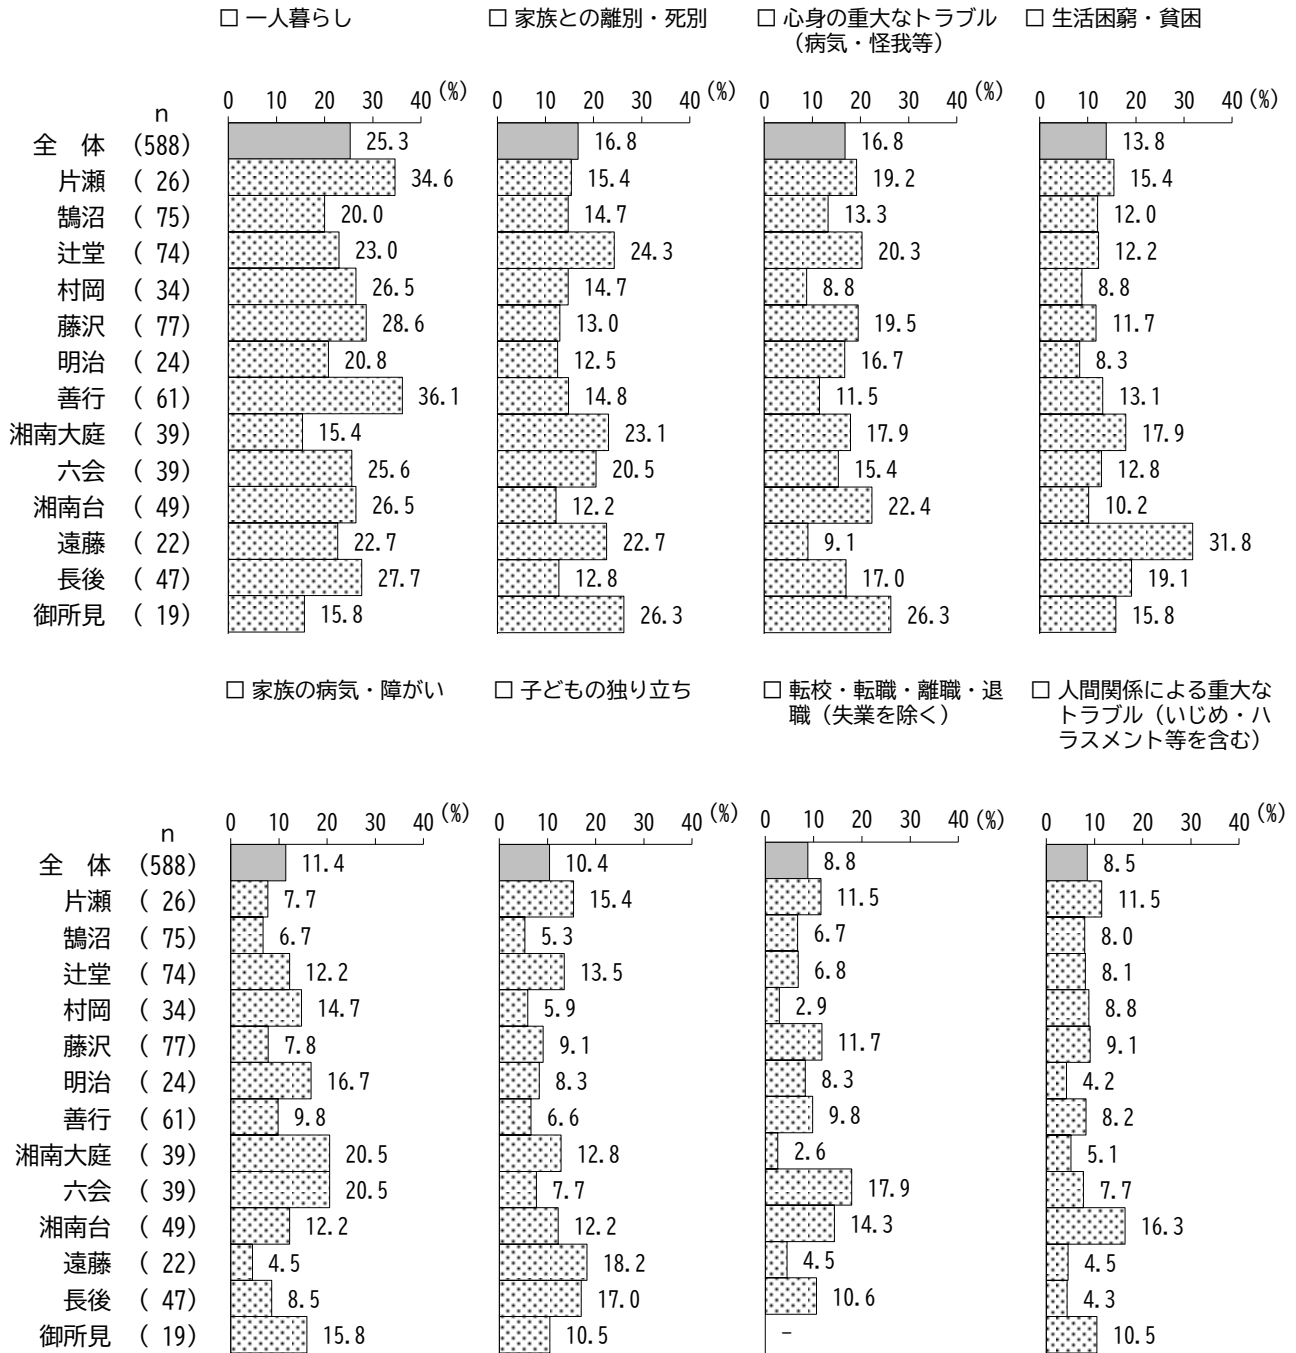 □ 一人暮らし □ 家族との離別・死別 □ 心身の重大なトラブル □ 生活困窮・貧困
（病気・怪我等）
n 0 10 20 30 40 (%) 0 10 20 30 40 (%) 0 10 20 30 40 (%) 0 10 20 30 40 (%)
全 体 (588) 25.3 16.8 16.8 13.8
片瀬 ( 26) 34.6 15.4 19.2 15.4
鵠沼 ( 75) 20.0 14.7 13.3 12.0
辻堂 ( 74) 23.0 24.3 20.3 12.2
村岡 ( 34) 26.5 14.7 8.8 8.8
藤沢 ( 77) 28.6 13.0 19.5 11.7
明治 ( 24) 20.8 12.5 16.7 8.3
善行 ( 61) 36.1 14.8 11.5 13.1
湘南大庭 ( 39) 15.4 23.1 17.9 17.9
六会 ( 39) 25.6 20.5 15.4 12.8
湘南台 ( 49) 26.5 12.2 22.4 10.2
遠藤 ( 22) 22.7 22.7 9.1 31.8
長後 ( 47) 27.7 12.8 17.0 19.1
御所見 ( 19) 15.8 26.3 26.3 15.8
□ 家族の病気・障がい □ 子どもの独り立ち □ 転校・転職・離職・退 □ 人間関係による重大な
職（失業を除く） トラブル（いじめ・ハ
ラスメント等を含む）
n 0 10 20 30 40 (%) 0 10 20 30 40 (%) 0 10 20 30 40 (%) 0 10 20 30 40 (%)
全 体 (588) 11.4 10.4 8.8 8.5
片瀬 ( 26) 7.7 15.4 11.5 11.5
鵠沼 ( 75) 6.7 5.3 6.7 8.0
辻堂 ( 74) 12.2 13.5 6.8 8.1
村岡 ( 34) 14.7 5.9 2.9 8.8
藤沢 ( 77) 7.8 9.1 11.7 9.1
明治 ( 24) 16.7 8.3 8.3 4.2
善行 ( 61) 9.8 6.6 9.8 8.2
湘南大庭 ( 39) 20.5 12.8 2.6 5.1
六会 ( 39) 20.5 7.7 17.9 7.7
湘南台 ( 49) 12.2 12.2 14.3 16.3
遠藤 ( 22) 4.5 18.2 4.5 4.5
長後 ( 47) 8.5 17.0 10.6 4.3
御所見 ( 19) 15.8 10.5 - 10.5